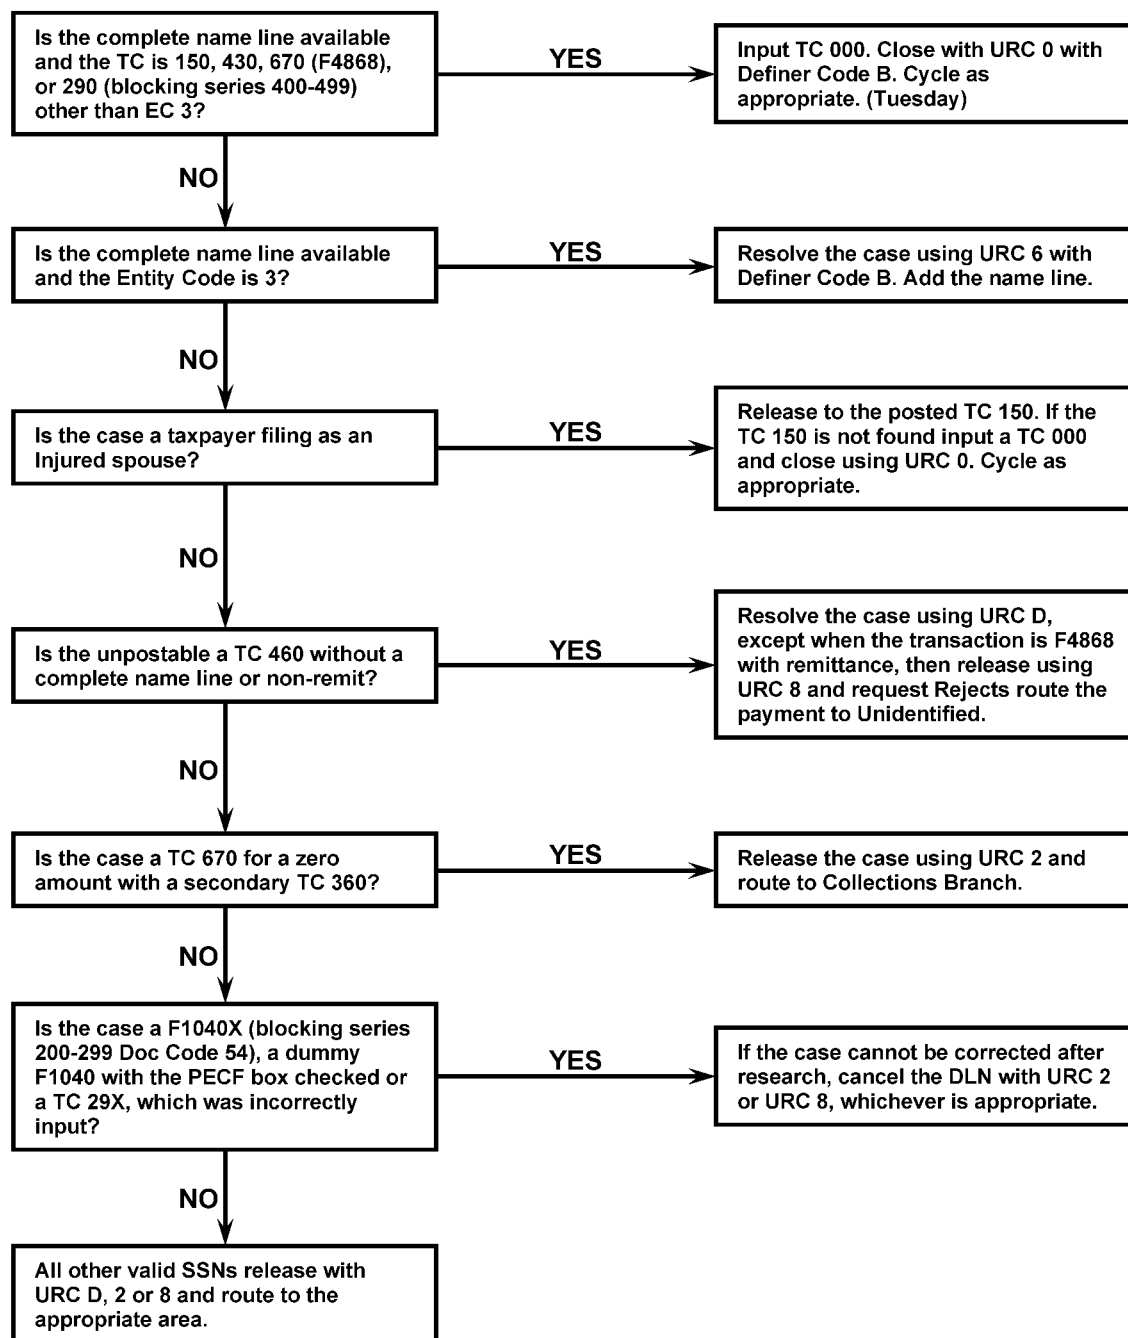 Is the complete name line available
and the TC is 150, 430, 670 (F4868),
or 290 (blocking series 400-499)
other than EC 3?
YES
Input TC 000. Close with URC 0 with
Definer Code B. Cycle as
appropriate. (Tuesday)
NO
Is the complete name line available
and the Entity Code is 3?
YES
Resolve the case using URC 6 with
Definer Code B. Add the name line.
NO
Is the case a taxpayer filing as an
Injured spouse?
YES
Release to the posted TC 150. If the
TC 150 is not found input a TC 000
and close using URC 0. Cycle as
appropriate.
NO
Is the unpostable a TC 460 without a
complete name line or non-remit?
YES
Resolve the case using URC D,
except when the transaction is F4868
with remittance, then release using
URC 8 and request Rejects route the
payment to Unidentified.
NO
Is the case a TC 670 for a zero
amount with a secondary TC 360?
YES
Release the case using URC 2 and
route to Collections Branch.
NO
Is the case a F1040X (blocking series
200-299 Doc Code 54), a dummy
F1040 with the PECF box checked or
a TC 29X, which was incorrectly
input?
YES
If the case cannot be corrected after
research, cancel the DLN with URC 2
or URC 8, whichever is appropriate.
NO
All other valid SSNs release with
URC D, 2 or 8 and route to the
appropriate area.